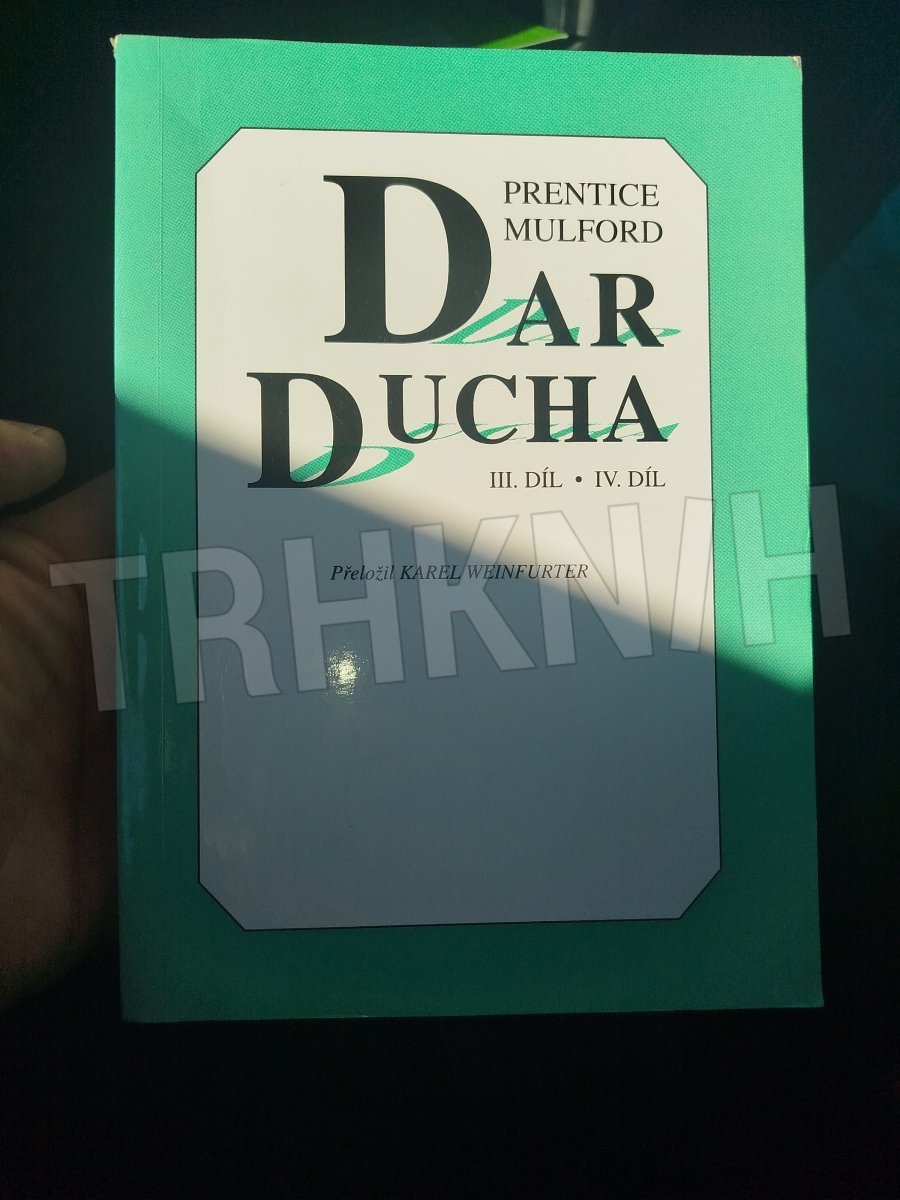 PRENTICE
MULFORD
DAR
DUCHA
III. DÍL • IV. DÍL
Přeložil KAREL WEINFURTER
TRHKNIH